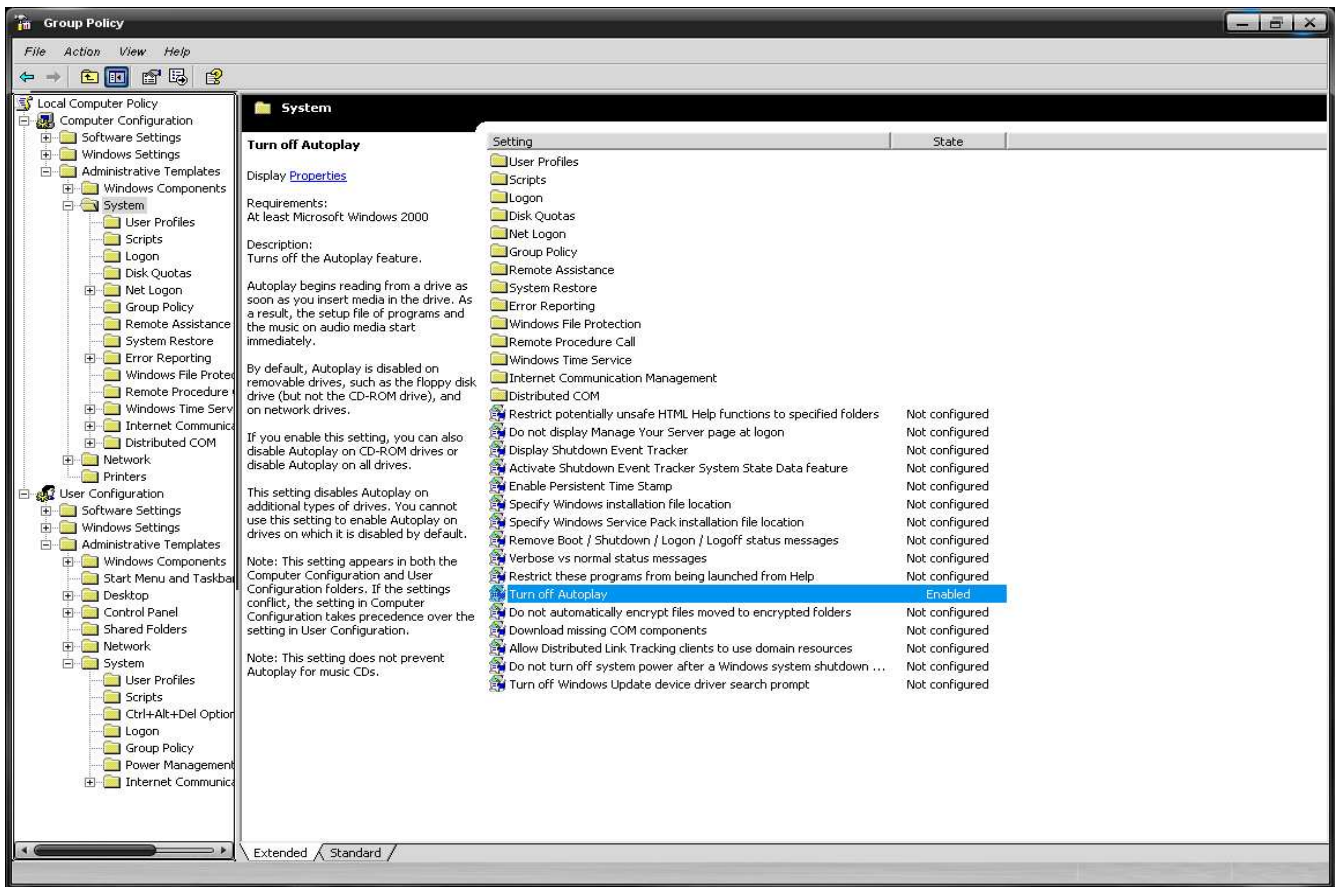 Group Policy
File Action View Help
Local Computer Policy
Computer Configuration
Software Settings
Windows Settings
Administrative Templates
Windows Components
System
User Profiles
Scripts
Logon
Disk Quotas
Net Logon
Group Policy
Remote Assistance
System Restore
Error Reporting
Windows File Protec
Remote Procedure
Windows Time Serv
Internet Communica
Distributed COM
Network
Printers
User Configuration
Software Settings
Windows Settings
Administrative Templates
Windows Components
Start Menu and Taskbar
Desktop
Control Panel
Shared Folders
Network
System
User Profiles
Scripts
Ctrl+Alt+Del Option
Logon
Group Policy
Power Management
Internet Communica
System
Turn off Autoplay
Display Properties
Requirements:
At least Microsoft Windows 2000
Description:
Turns off the Autoplay feature.
Autoplay begins reading from a drive as
soon as you insert media in the drive. As
a result, the setup file of programs and
the music on audio media start
immediately.
By default, Autoplay is disabled on
removable drives, such as the floppy disk
drive (but not the CD-ROM drive), and
on network drives.
If you enable this setting, you can also
disable Autoplay on CD-ROM drives or
disable Autoplay on all drives.
This setting disables Autoplay on
additional types of drives. You cannot
use this setting to enable Autoplay on
drives on which it is disabled by default.
Note: This setting appears in both the
Computer Configuration and User
Configuration folders. If the settings
conflict, the setting in Computer
Configuration takes precedence over the
setting in User Configuration.
Note: This setting does not prevent
Autoplay for music CDs.
Setting State
User Profiles
Scripts
Logon
Disk Quotas
Net Logon
Group Policy
Remote Assistance
System Restore
Error Reporting
Windows File Protection
Remote Procedure Call
Windows Time Service
Internet Communication Management
Distributed COM
Restrict potentially unsafe HTML Help functions to specified folders Not configured
Do not display Manage Your Server page at logon Not configured
Display Shutdown Event Tracker Not configured
Activate Shutdown Event Tracker System State Data feature Not configured
Enable Persistent Time Stamp Not configured
Specify Windows installation file location Not configured
Specify Windows Service Pack installation file location Not configured
Remove Boot / Shutdown / Logon / Logoff status messages Not configured
Verbose vs normal status messages Not configured
Restrict these programs from being launched from Help Not configured
Turn off Autoplay Enabled
Do not automatically encrypt files moved to encrypted folders Not configured
Download missing COM components Not configured
Allow Distributed Link Tracking clients to use domain resources Not configured
Do not turn off system power after a Windows system shutdown ... Not configured
Turn off Windows Update device driver search prompt Not configured
Extended Standard